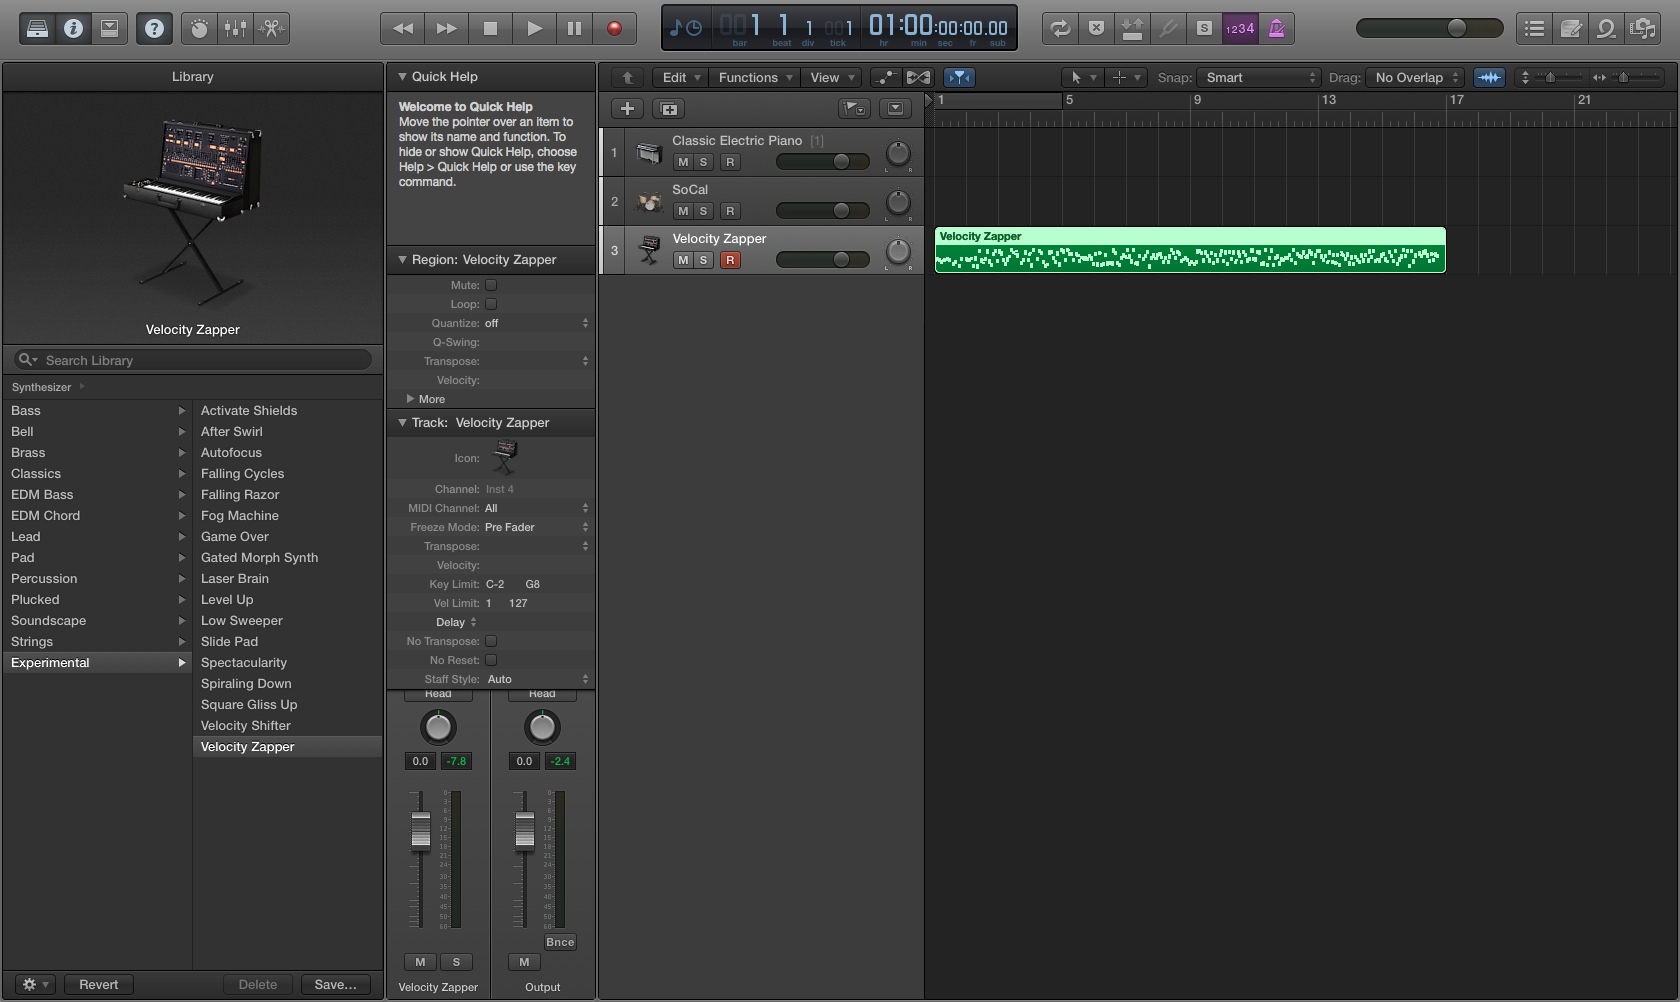 S
1234
1 1 1 1
bar beat div tick
01:00:00:00.00
hr min sec fr sub
Library
Velocity Zapper
Search Library
Synthesizer
Bass
Bell
Brass
Classics
EDM Bass
EDM Chord
Lead
Pad
Percussion
Plucked
Soundscape
Strings
Experimental
Activate Shields
After Swirl
Autofocus
Falling Cycles
Falling Razor
Fog Machine
Game Over
Gated Morph Synth
Laser Brain
Level Up
Low Sweeper
Slide Pad
Spectacularity
Spiraling Down
Square Gliss Up
Velocity Shifter
Velocity Zapper
Revert
Delete
Save...
Quick Help
Welcome to Quick Help
Move the pointer over an item to
show its name and function. To
hide or show Quick Help, choose
Help > Quick Help or use the key
command.
Region: Velocity Zapper
Mute:
Loop:
Quantize: off
Q-Swing:
Transpose:
Velocity:
More
Track: Velocity Zapper
Icon:
Channel: Inst 4
MIDI Channel: All
Freeze Mode: Pre Fader
Transpose:
Velocity:
Key Limit: C-2 G8
Vel Limit: 1 127
Delay
No Transpose:
No Reset:
Staff Style: Auto
Read Read
0.0 -7.8 0.0 -2.4
Bnce
M S M
Velocity Zapper Output
Edit Functions View
Snap: Smart
Drag: No Overlap
1 5 9 13 17 21
1 Classic Electric Piano [1]
M S R
L R
2 SoCal
M S R
L R
3 Velocity Zapper
M S R
L R
Velocity Zapper